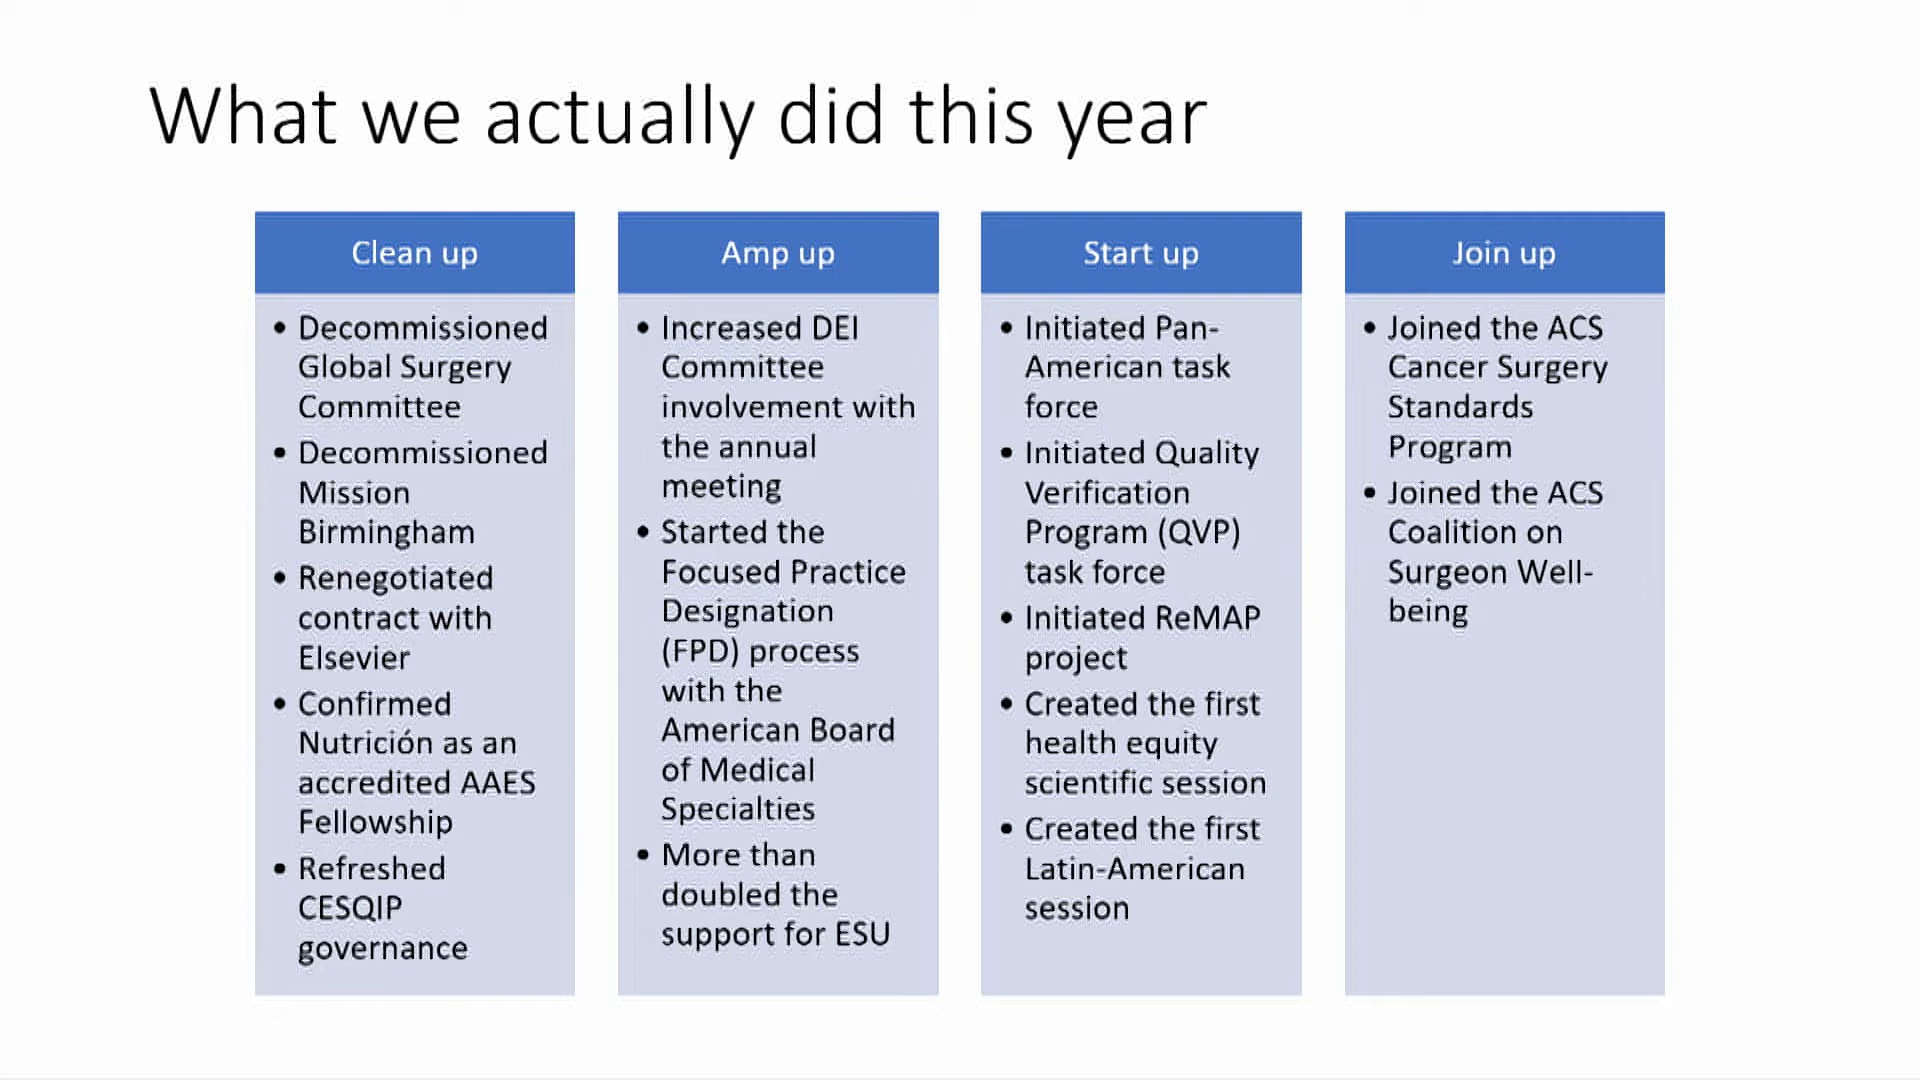 What we actually did this year
Clean up
• Decommissioned
Global Surgery
Committee
• Decommissioned
Mission
Birmingham
• Renegotiated
contract with
Elsevier
• Confirmed
Nutrición as an
accredited AAES
Fellowship
• Refreshed
CESQIP
governance
Amp up
• Increased DEI
Committee
involvement with
the annual
meeting
• Started the
Focused Practice
Designation
(FPD) process
with the
American Board
of Medical
Specialties
• More than
doubled the
support for ESU
Start up
• Initiated Pan-
American task
force
• Initiated Quality
Verification
Program (QVP)
task force
• Initiated ReMAP
project
• Created the first
health equity
scientific session
• Created the first
Latin-American
session
Join up
• Joined the ACS
Cancer Surgery
Standards
Program
• Joined the ACS
Coalition on
Surgeon Well-
being